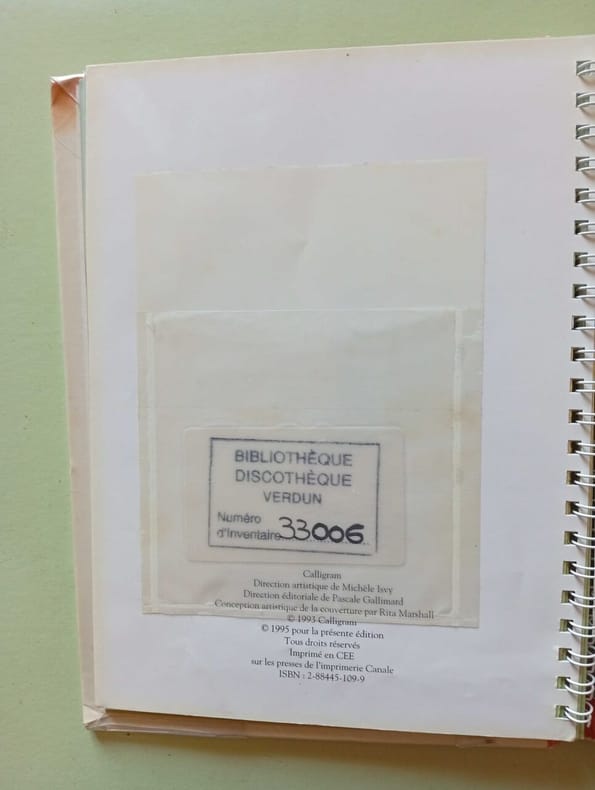 BIBLIOTHÈQUE
DISCOTHÈQUE
VERDUN
Numéro
d'Inventaire 33006
Calligram
Direction artistique de Michèle Isvy
Direction éditoriale de Pascale Gallimard
Conception artistique de la couverture par Rita Marshall
© 1993 Calligram
© 1995 pour la présente édition
Tous droits réservés
Imprimé en CEE
sur les presses de l'imprimerie Canale
ISBN : 2-88445-109-9